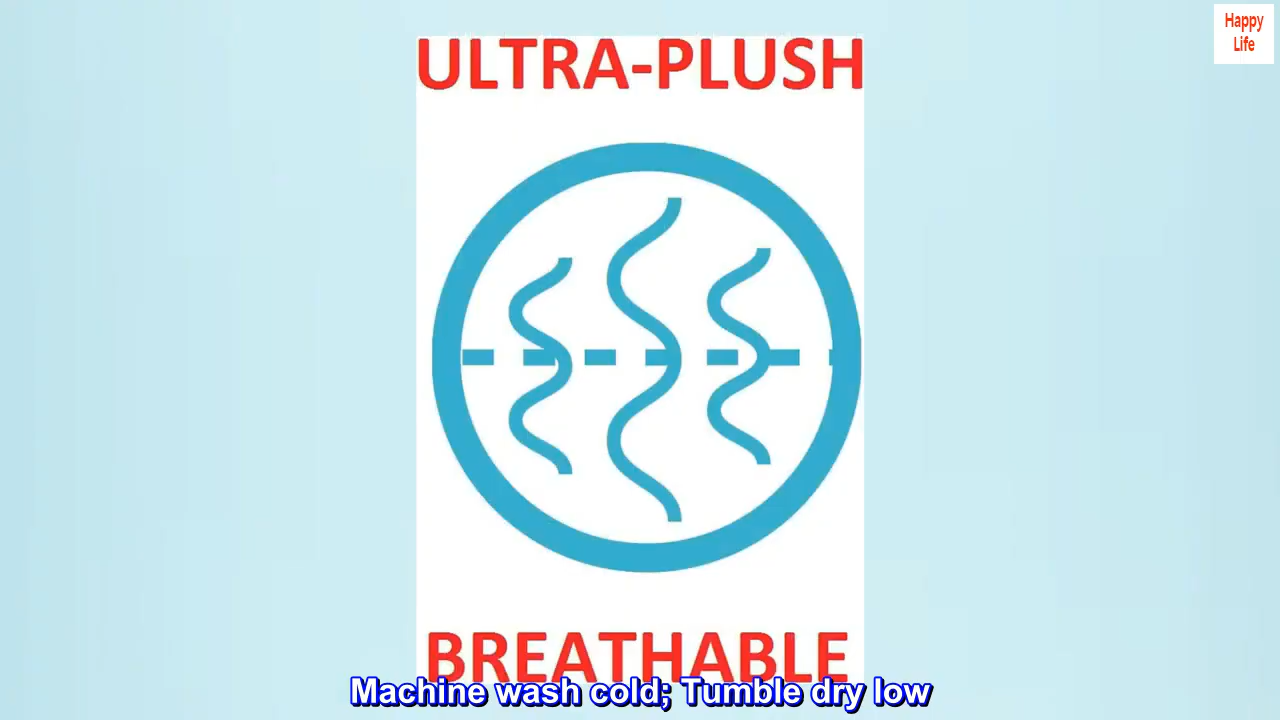 Happy
Life
ULTRA-PLUSH
BREATHABLE
Machine wash cold; Tumble dry low